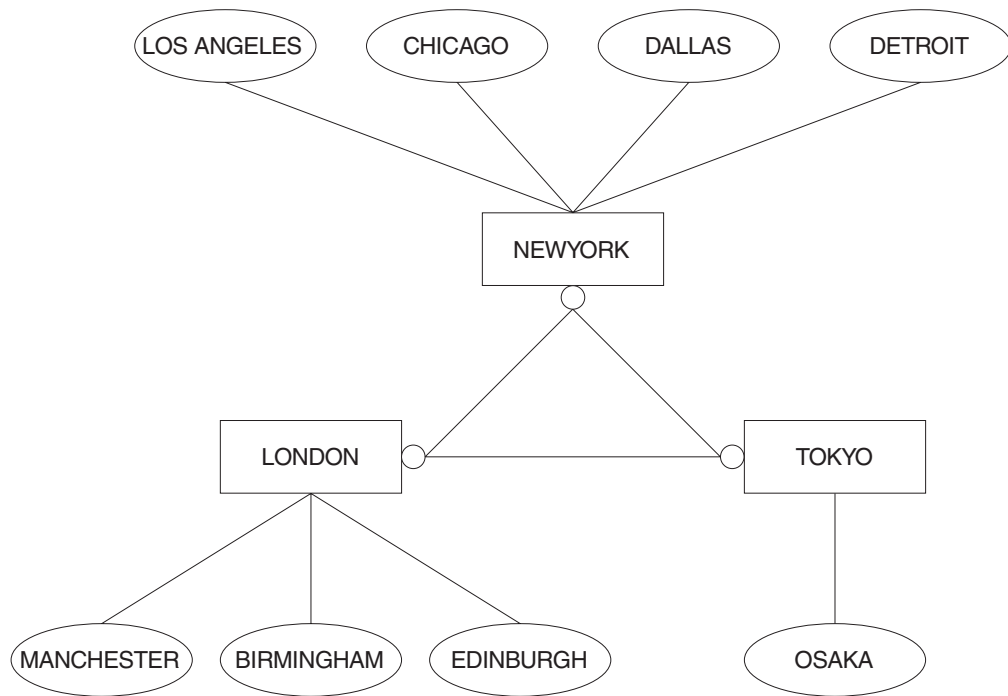 LOS ANGELES
CHICAGO
DALLAS
DETROIT
NEWYORK
LONDON
TOKYO
MANCHESTER
BIRMINGHAM
EDINBURGH
OSAKA